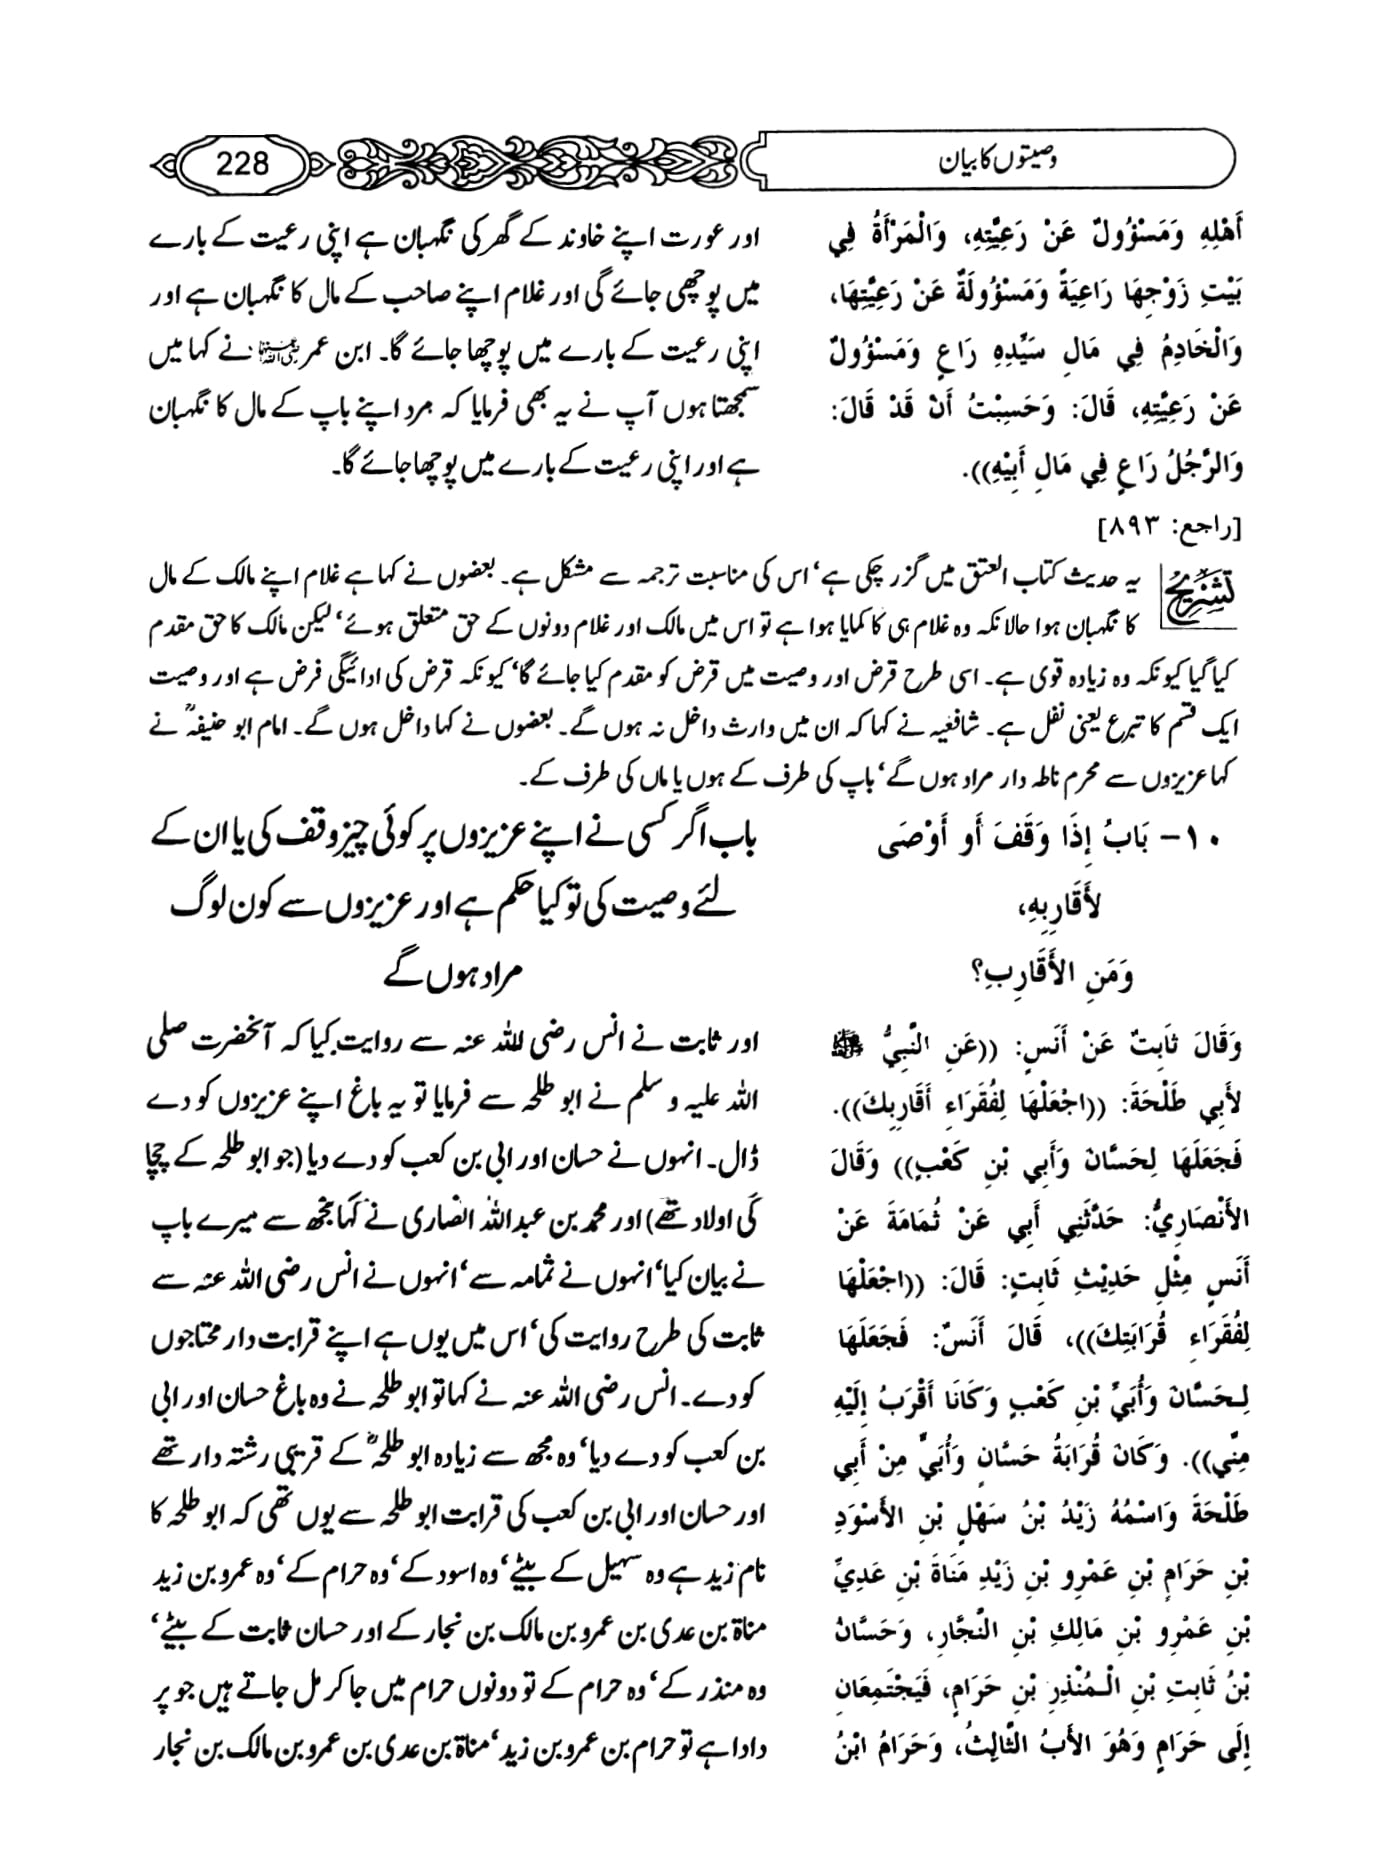 وصیتوں کا بیان
228
أَهْلِهِ وَمَسْؤُولٌ عَنْ رَعِيَّتِهِ، وَالْمَرْأَةُ فِي
بَيْتِ زَوْجِهَا رَاعِيَةً وَمَسْؤُولَةٌ عَنْ رَعِيَّتِهَا،
وَالْخَادِمُ فِي مَالِ سَيِّدِهِ رَاعٍ وَمَسْؤُولٌ
عَنْ رَعِيَّتِهِ، قَالَ: وَحَسِبْتُ أَنْ قَدْ قَالَ:
وَالرَّجُلُ رَاعٍ فِي مَالِ أَبِيْهِ)).
[راجع: ٨٩٣]
اور عورت اپنے خاوند کے گھر کی نگہبان ہے اپنی رعیت کے بارے
میں پوچھی جائے گی اور غلام اپنے صاحب کے مال کا نگہبان ہے اور
اپنی رعیت کے بارے میں پوچھا جائے گا۔ ابن عمر رضی اللہ عنہما نے کہا میں
سمجھتا ہوں آپ نے یہ بھی فرمایا کہ مرد اپنے باپ کے مال کا نگہبان
ہے اور اپنی رعیت کے بارے میں پوچھا جائے گا۔
تشریح
یہ حدیث کتاب العتق میں گزر چکی ہے‘ اس کی مناسبت ترجمہ سے مشکل ہے۔ بعضوں نے کہا ہے غلام اپنے مالک کے مال
کا نگہبان ہوا حالانکہ وہ غلام ہی کا کمایا ہوا ہے تو اس میں مالک اور غلام دونوں کے حق متعلق ہوئے‘ لیکن مالک کا حق مقدم
کیا گیا کیونکہ وہ زیادہ قوی ہے۔ اسی طرح قرض اور وصیت میں قرض کو مقدم کیا جائے گا‘ کیونکہ قرض کی ادائیگی فرض ہے اور وصیت
ایک قسم کا تبرع یعنی نفل ہے۔ شافعیہ نے کہا کہ ان میں وارث داخل نہ ہوں گے۔ بعضوں نے کہا داخل ہوں گے۔ امام ابو حنیفہؒ نے
کہا عزیزوں سے محرم ناطہ دار مراد ہوں گے‘ باپ کی طرف کے ہوں یا ماں کی طرف کے۔
١٠- بَابُ إِذَا وَقَفَ أَو أَوْصَى
لِأَقَارِبِهِ،
وَمَنِ الأَقَارِبِ؟
باب اگر کسی نے اپنے عزیزوں پر کوئی چیز وقف کی یا ان کے
لئے وصیت کی تو کیا حکم ہے اور عزیزوں سے کون لوگ
مراد ہوں گے
وَقَالَ ثَابِتٌ عَنْ أَنَسٍ: ((عَنِ النَّبِيُّ ﷺ
لأَبِي طَلْحَةَ: ((اجْعَلْهَا لِفُقَرَاءِ أَقَارِبِكَ)).
فَجَعَلَهَا لِحَسَّانَ وَأَبِي بْنِ كَعْبٍ)) وَقَالَ
الأَنْصَارِيُّ: حَدَّثَنِي أَبِي عَنْ ثُمَامَةَ عَنْ
أَنَسٍ مِثْلِ حَدِيْثِ ثَابِتٍ: قَالَ: ((اجْعَلْهَا
لِفُقَرَاءِ قُرَابَتِكَ))، قَالَ أَنَسٌ: فَجَعَلَهَا
لِحَسَّانَ وَأُبَيِّ بْنِ كَعْبٍ وَكَانَا أَقْرَبُ إِلَيْهِ
مِنِّي)). وَكَانَ قُرَابَةُ حَسَّانٍ وَأُبَيٍّ مِنْ أَبِي
طَلْحَةَ وَاسْمُهُ زَيْدُ بْنُ سَهْلِ بْنِ الأَسْوَدِ
بْنِ حَرَامِ بْنِ عَمْرِو بْنِ زَيْدِ مَنَاةَ بْنِ عَدِيِّ
بْنِ عَمْرِو بْنِ مَالِكِ بْنِ النَّجَّارِ، وَحَسَّانُ
بْنُ ثَابِتِ بْنِ الْمُنْذِرِ بْنِ حَرَامٍ، فَيَجْتَمِعَانِ
إِلَى حَرَامٍ وَهُوَ الأَبُ الثَّالِثُ، وَحَرَامُ ابْنُ
اور ثابت نے انس رضی اللہ عنہ سے روایت کیا کہ آنحضرت صلی
اللہ علیہ و سلم نے ابو طلحہ سے فرمایا تو یہ باغ اپنے عزیزوں کو دے
ڈال۔ انہوں نے حسان اور ابی بن کعب کو دے دیا (جو ابو طلحہ کے چچا
کی اولاد تھے) اور محمد بن عبداللہ انصاری نے کہا مجھ سے میرے باپ
نے بیان کیا‘ انہوں نے ثمامہ سے‘ انہوں نے انس رضی اللہ عنہ سے
ثابت کی طرح روایت کی‘ اس میں یوں ہے اپنے قرابت دار محتاجوں
کو دے۔ انس رضی اللہ عنہ نے کہا تو ابو طلحہ نے وہ باغ حسان اور ابی
بن کعب کو دے دیا‘ وہ مجھ سے زیادہ ابو طلحہؓ کے قریبی رشتہ دار تھے
اور حسان اور ابی بن کعب کی قرابت ابو طلحہ سے یوں تھی کہ ابو طلحہ کا
نام زید ہے وہ سہیل کے بیٹے‘ وہ اسود کے‘ وہ حرام کے‘ وہ عمرو بن زید
مناۃ بن عدی بن عمرو بن مالک بن نجار کے اور حسان ثابت کے بیٹے‘
وہ منذر کے‘ وہ حرام کے تو دونوں حرام میں جا کر مل جاتے ہیں جو پر
دادا ہے تو حرام بن عمرو بن زید‘ مناۃ بن عدی بن عمرو بن مالک بن نجار